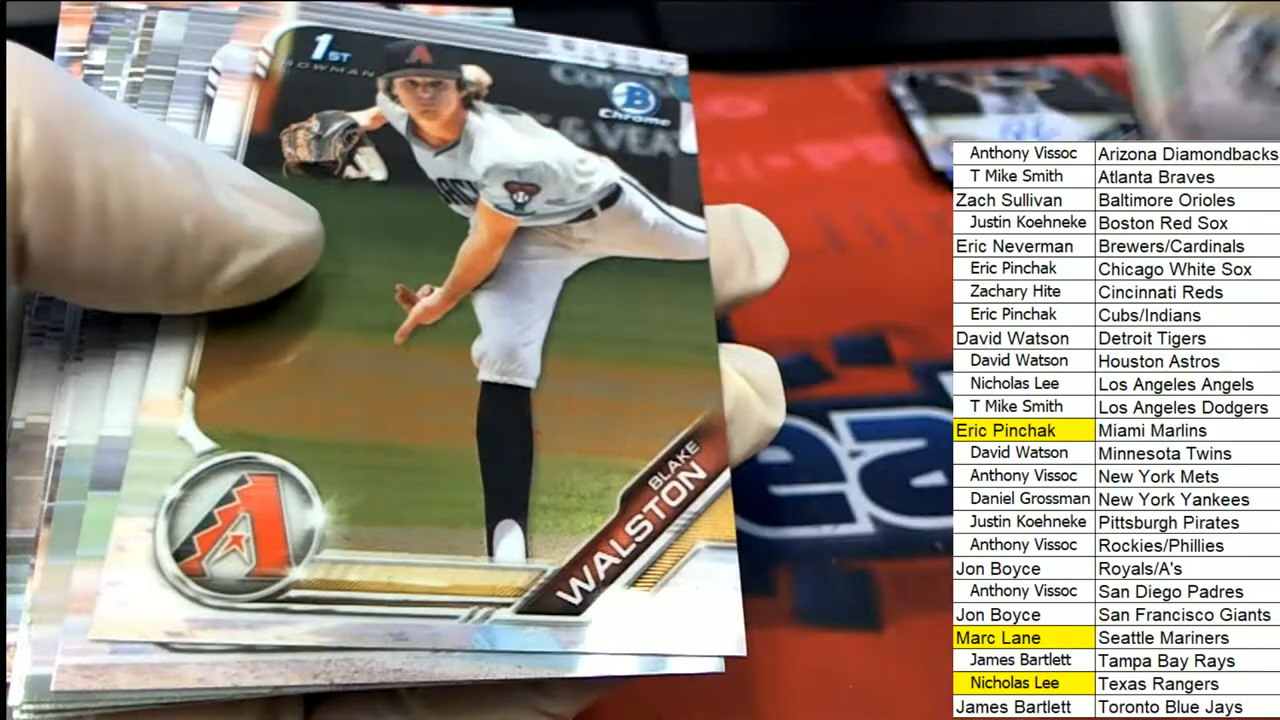 1ST
BOWMAN
B
Chrome
& VEA
A
BLAKE
WALSTON
A
ea
Anthony Vissoc Arizona Diamondbacks
T Mike Smith Atlanta Braves
Zach Sullivan Baltimore Orioles
Justin Koehneke Boston Red Sox
Eric Neverman Brewers/Cardinals
Eric Pinchak Chicago White Sox
Zachary Hite Cincinnati Reds
Eric Pinchak Cubs/Indians
David Watson Detroit Tigers
David Watson Houston Astros
Nicholas Lee Los Angeles Angels
T Mike Smith Los Angeles Dodgers
Eric Pinchak Miami Marlins
David Watson Minnesota Twins
Anthony Vissoc New York Mets
Daniel Grossman New York Yankees
Justin Koehneke Pittsburgh Pirates
Anthony Vissoc Rockies/Phillies
Jon Boyce Royals/A's
Anthony Vissoc San Diego Padres
Jon Boyce San Francisco Giants
Marc Lane Seattle Mariners
James Bartlett Tampa Bay Rays
Nicholas Lee Texas Rangers
James Bartlett Toronto Blue Jays